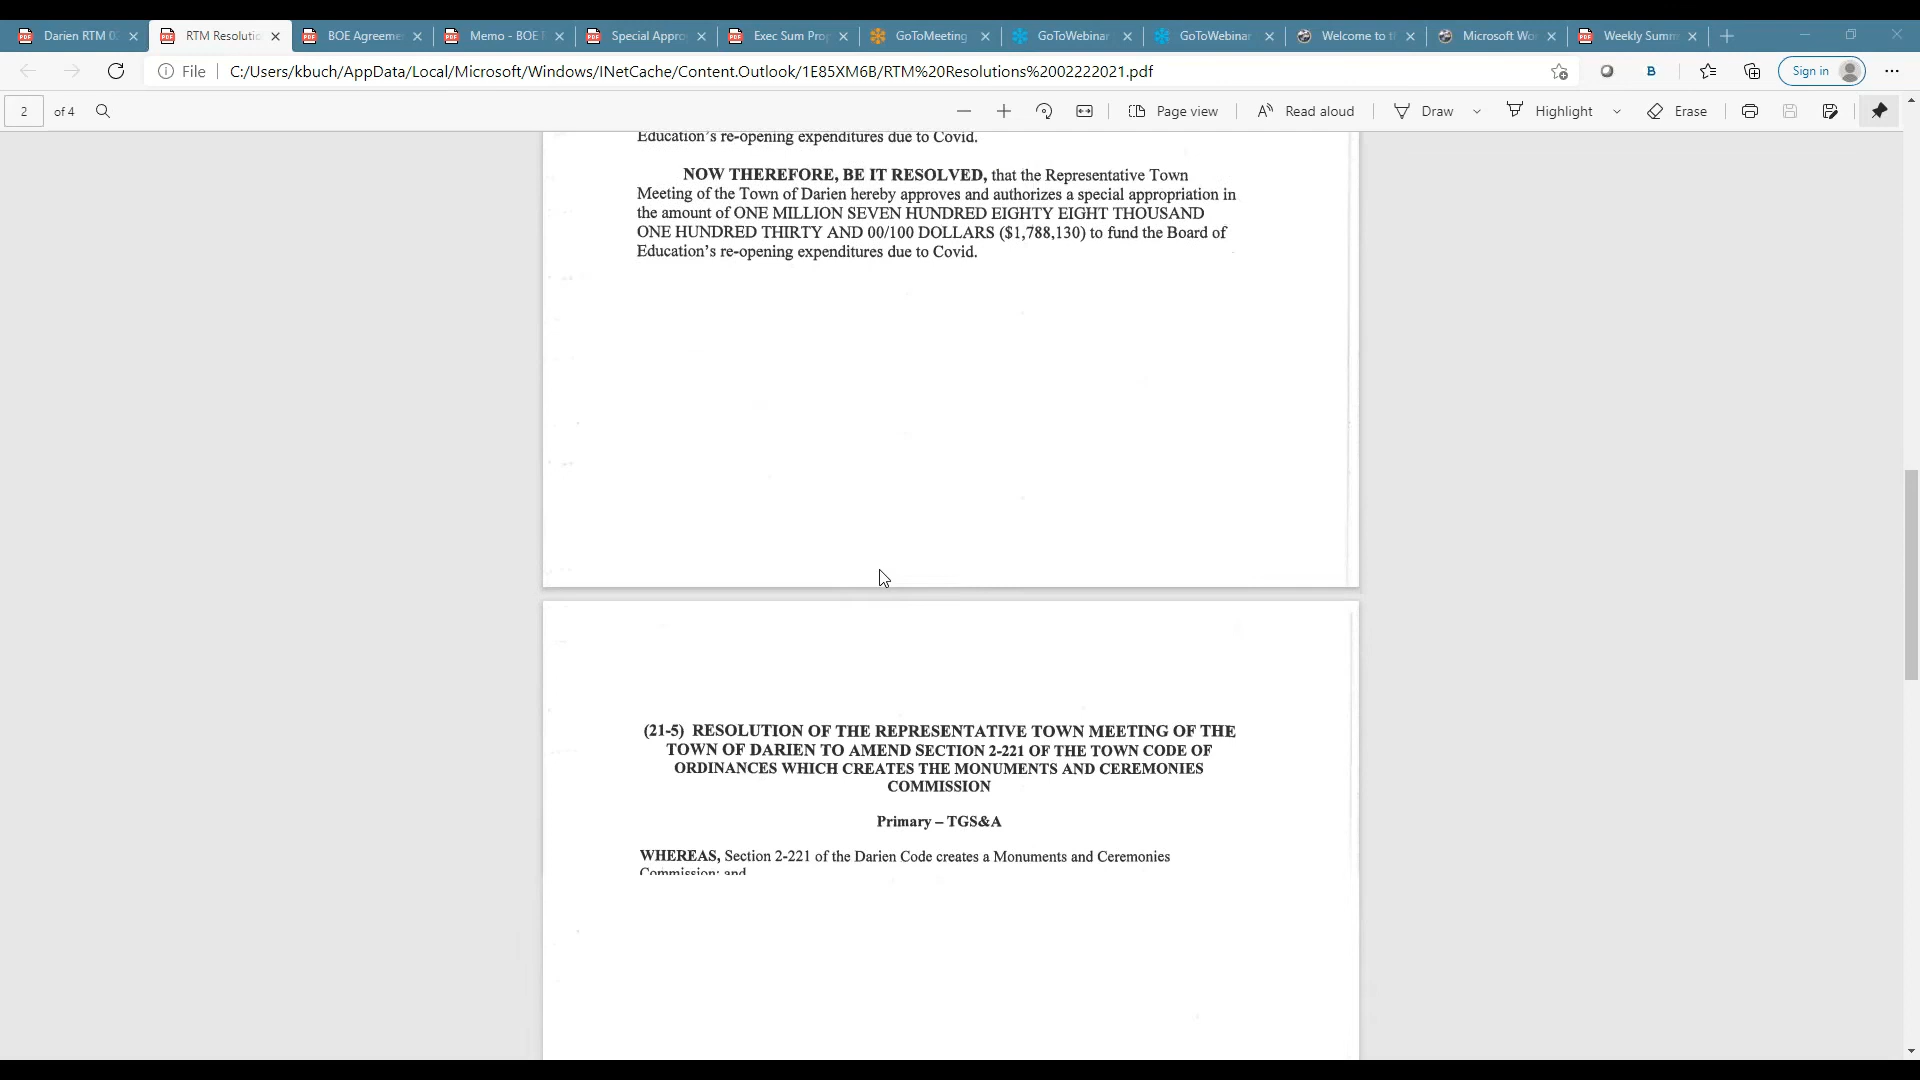 Darien RTM 0
RTM Resolutio
BOE Agreeme
Memo - BOE
Special Appro
Exec Sum Pro
GoToMeeting
GoToWebinar
GoToWebinar
Welcome to t
Microsoft Wo
Weekly Summ
File
C:/Users/kbuch/AppData/Local/Microsoft/Windows/INetCache/Content.Outlook/1E85XM6B/RTM%20Resolutions%2002222021.pdf
B
Sign in
2 of 4
Page view
Read aloud
Draw
Highlight
Erase
Education’s re-opening expenditures due to Covid.
NOW THEREFORE, BE IT RESOLVED, that the Representative Town
Meeting of the Town of Darien hereby approves and authorizes a special appropriation in
the amount of ONE MILLION SEVEN HUNDRED EIGHTY EIGHT THOUSAND
ONE HUNDRED THIRTY AND 00/100 DOLLARS ($1,788,130) to fund the Board of
Education’s re-opening expenditures due to Covid.
(21-5) RESOLUTION OF THE REPRESENTATIVE TOWN MEETING OF THE
TOWN OF DARIEN TO AMEND SECTION 2-221 OF THE TOWN CODE OF
ORDINANCES WHICH CREATES THE MONUMENTS AND CEREMONIES
COMMISSION
Primary – TGS&A
WHEREAS, Section 2-221 of the Darien Code creates a Monuments and Ceremonies
Commission; and